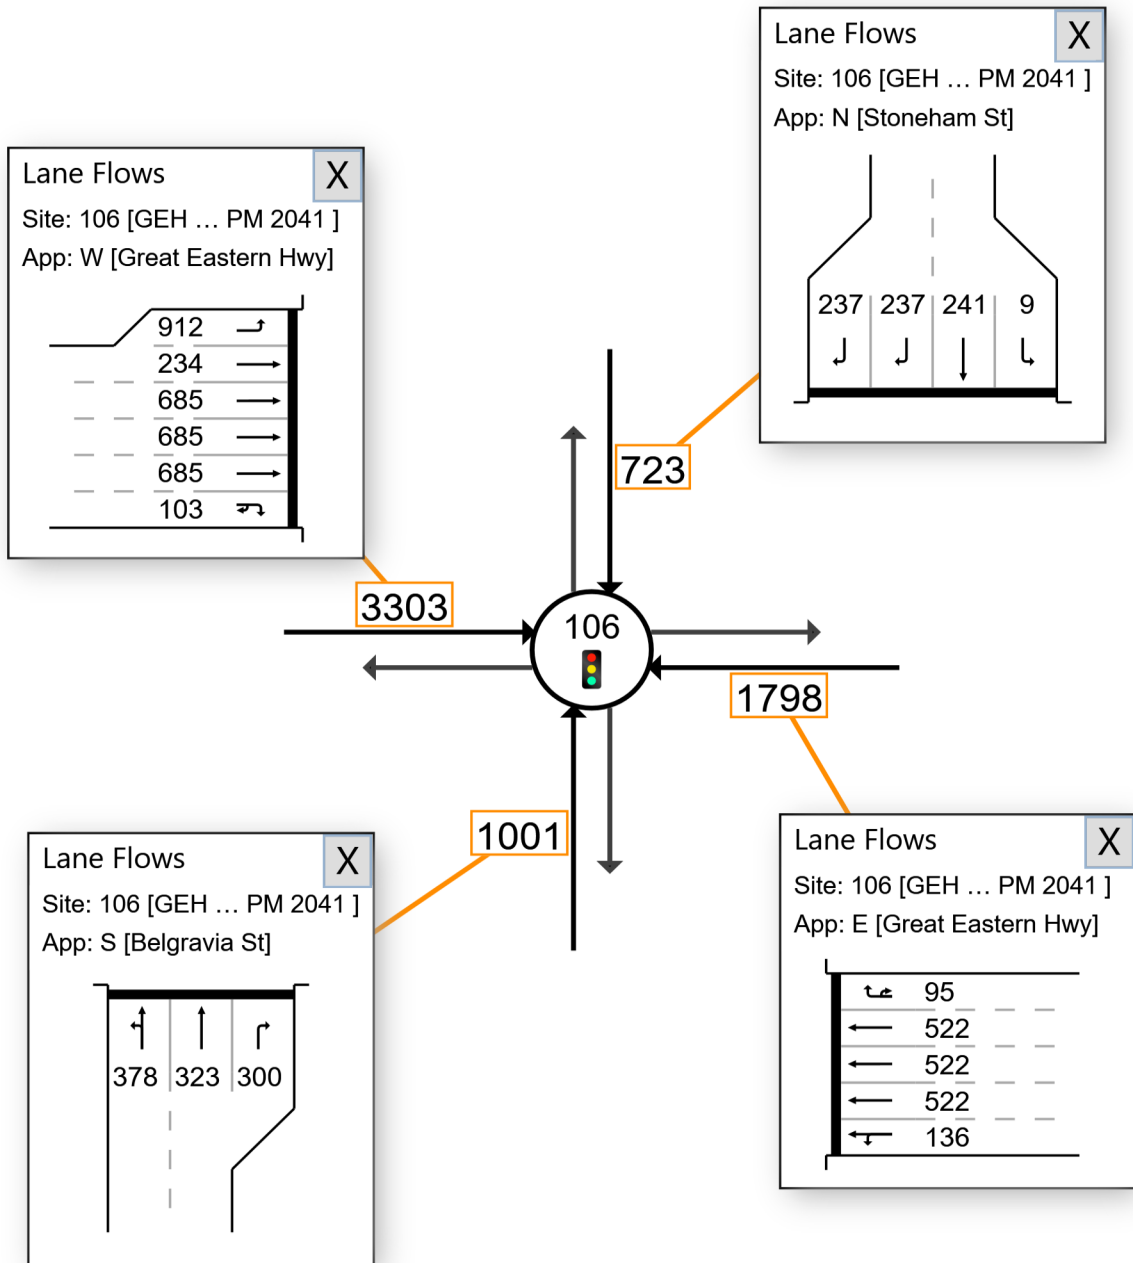 Lane Flows X
Site: 106 [GEH ... PM 2041 ]
App: N [Stoneham St]
237 237 241 9
Lane Flows X
Site: 106 [GEH ... PM 2041 ]
App: W [Great Eastern Hwy]
912
234
685
685
685
103
723
3303
106
1798
1001
Lane Flows X
Site: 106 [GEH ... PM 2041 ]
App: S [Belgravia St]
378 323 300
Lane Flows X
Site: 106 [GEH ... PM 2041 ]
App: E [Great Eastern Hwy]
95
522
522
522
136